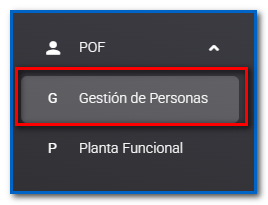 POF
G Gestión de Personas
P Planta Funcional